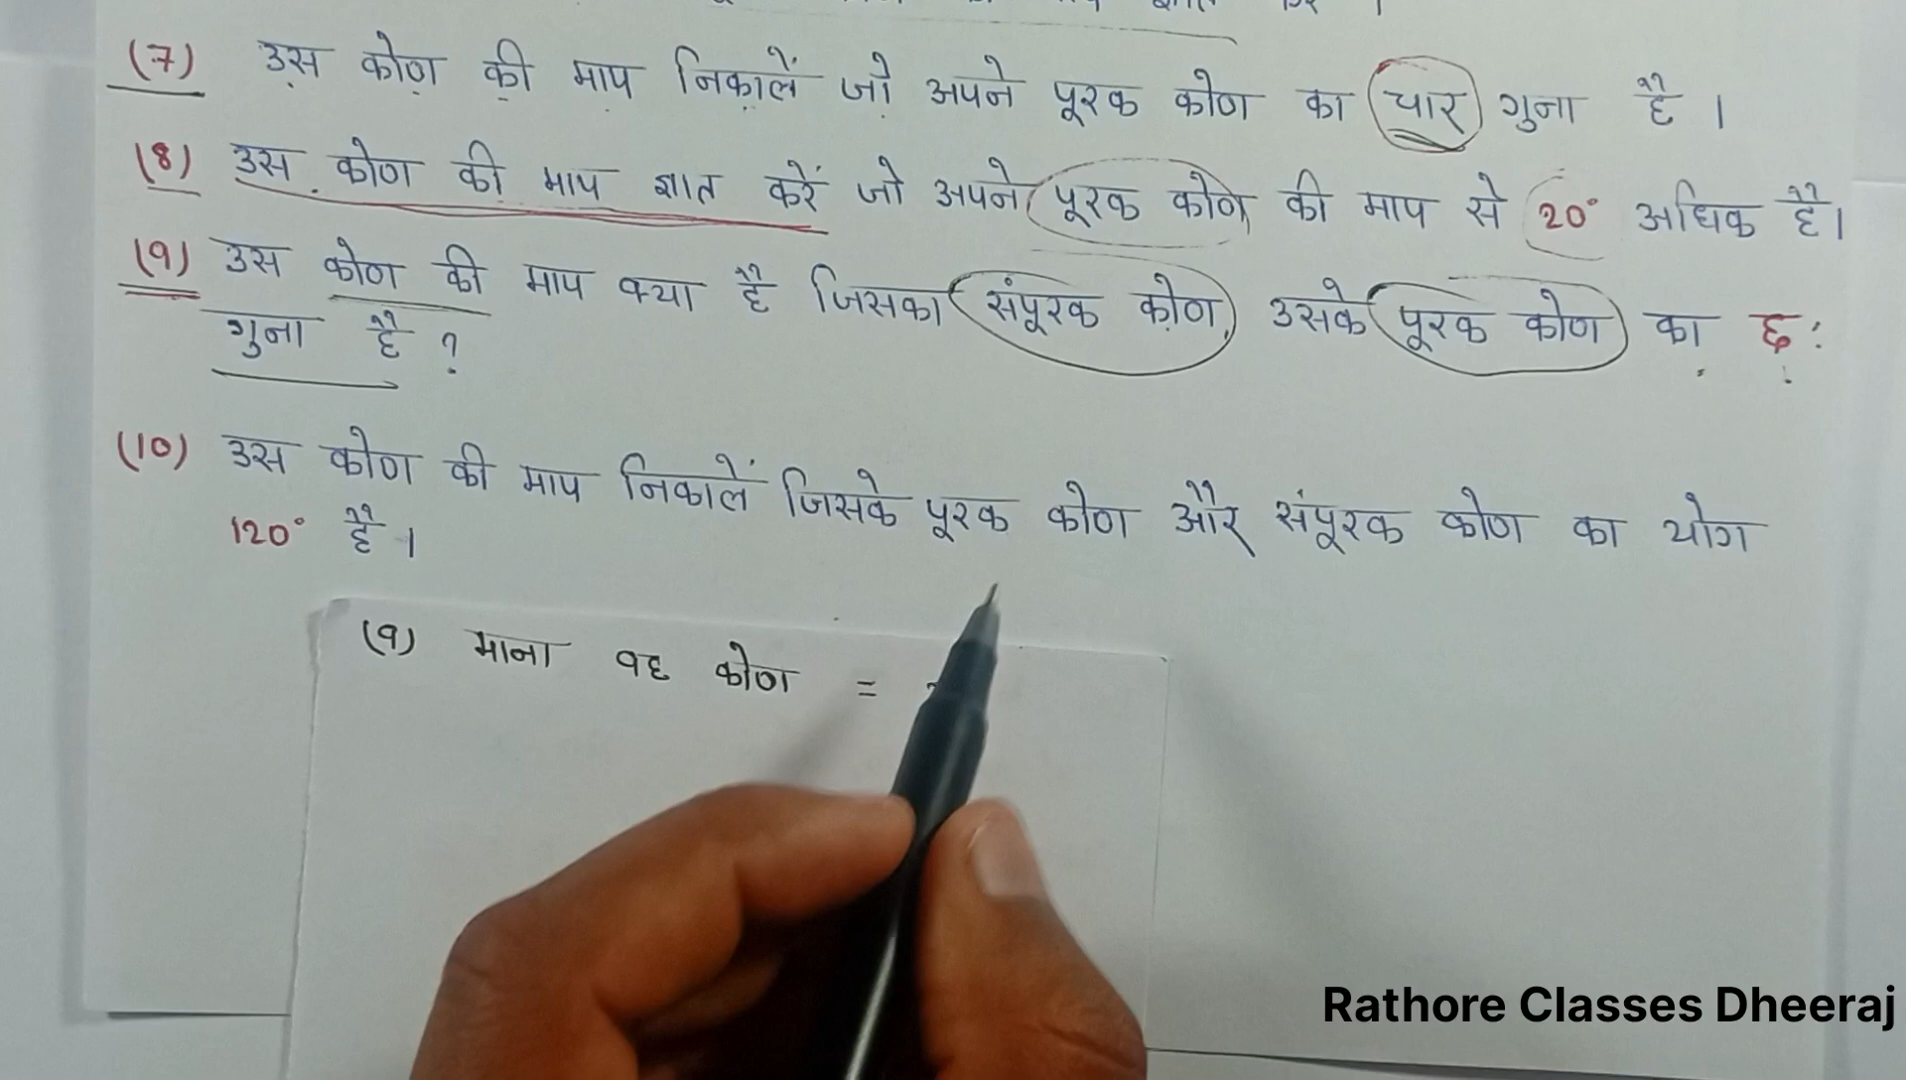 (7) उस कोण की माप निकालें जो अपने पूरक कोण का चार गुना है ।
(8) उस कोण की माप ज्ञात करें जो अपने पूरक कोण की माप से 20° अधिक है।
(9) उस कोण की माप क्या है जिसका संपूरक कोण उसके पूरक कोण का छ:
गुना है ?
(10) उस कोण की माप निकालें जिसके पूरक कोण और संपूरक कोण का योग
120° है ।
(9) माना वह कोण =
Rathore Classes Dheeraj